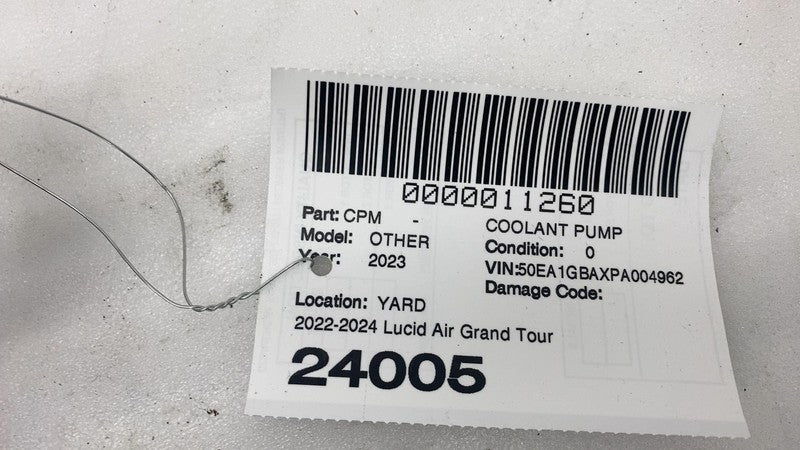 0000011260
Part: CPM - COOLANT PUMP
Model: OTHER Condition: 0
Year: 2023 VIN:50EA1GBAXPA004962
Damage Code:
Location: YARD
2022-2024 Lucid Air Grand Tour
24005